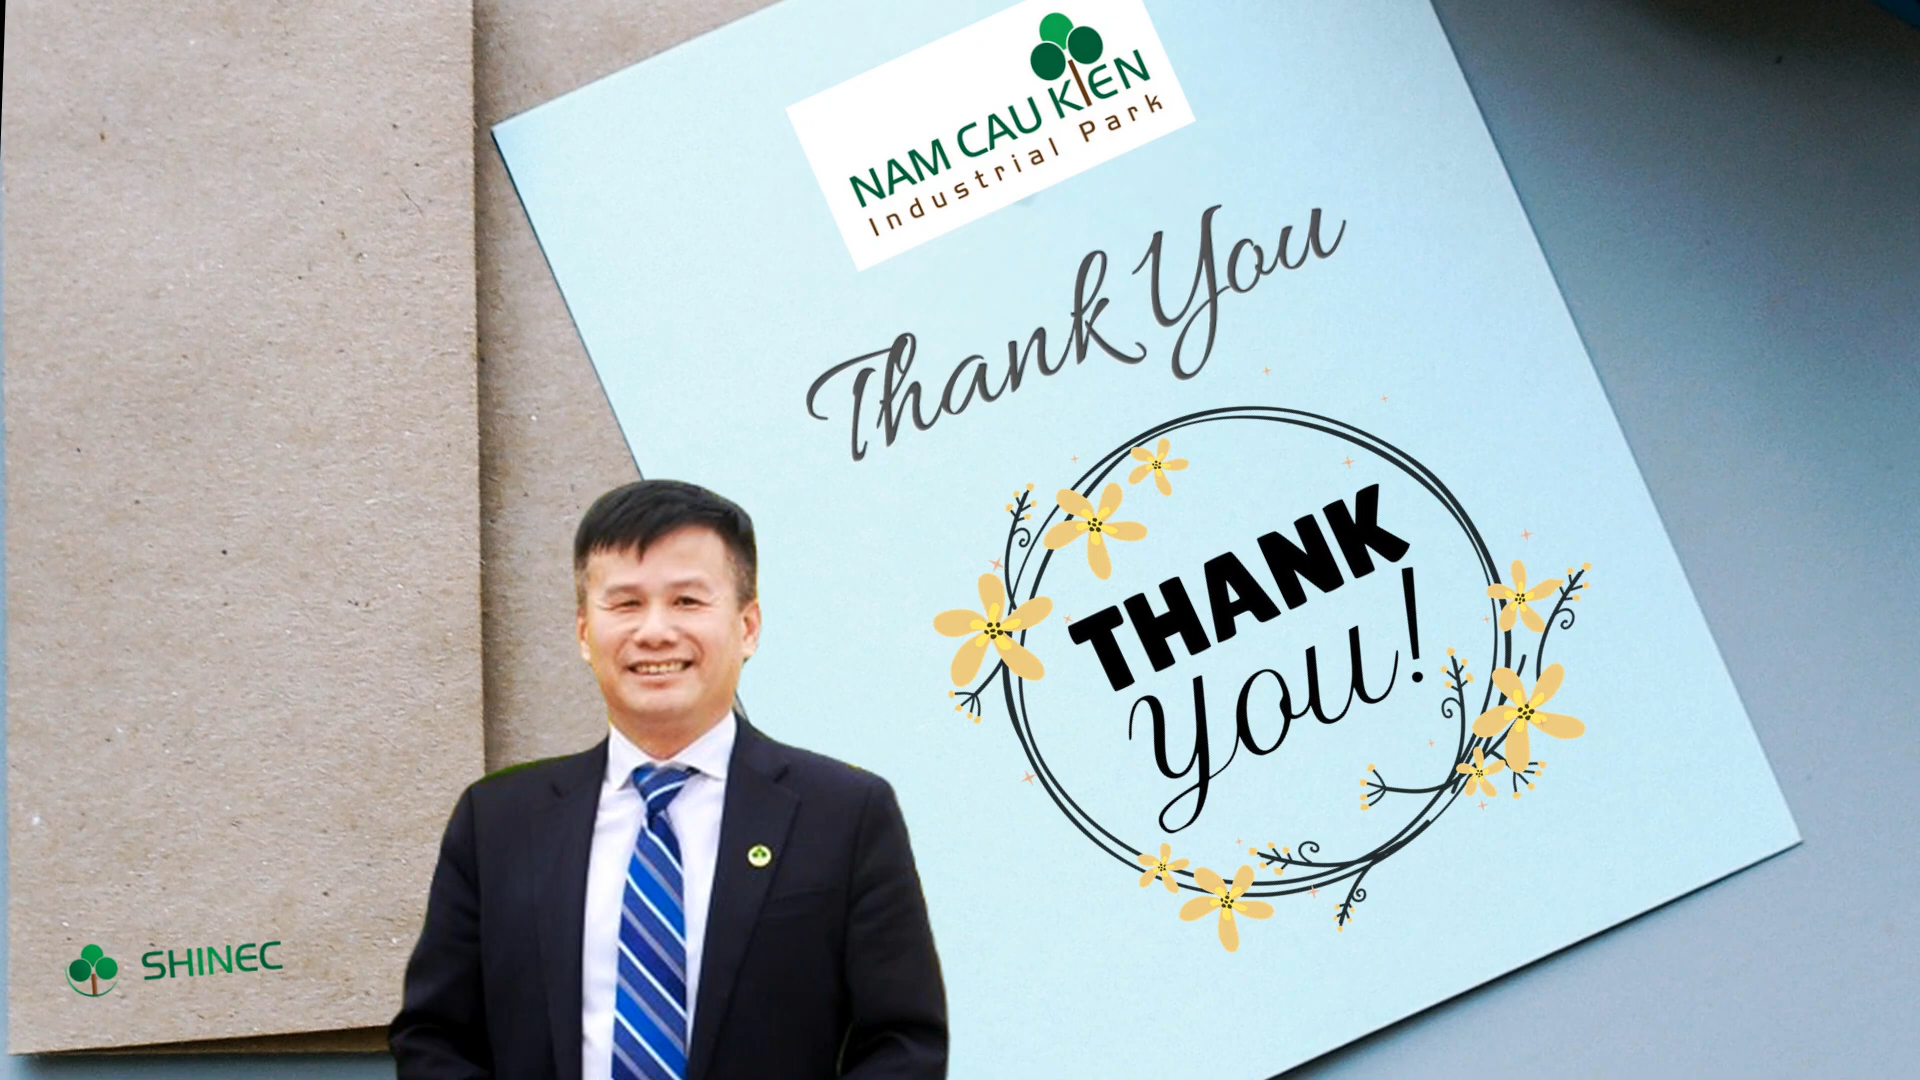 NAM CAU KIEN
Industrial Park
Thank You
THANK
You!
SHINEC